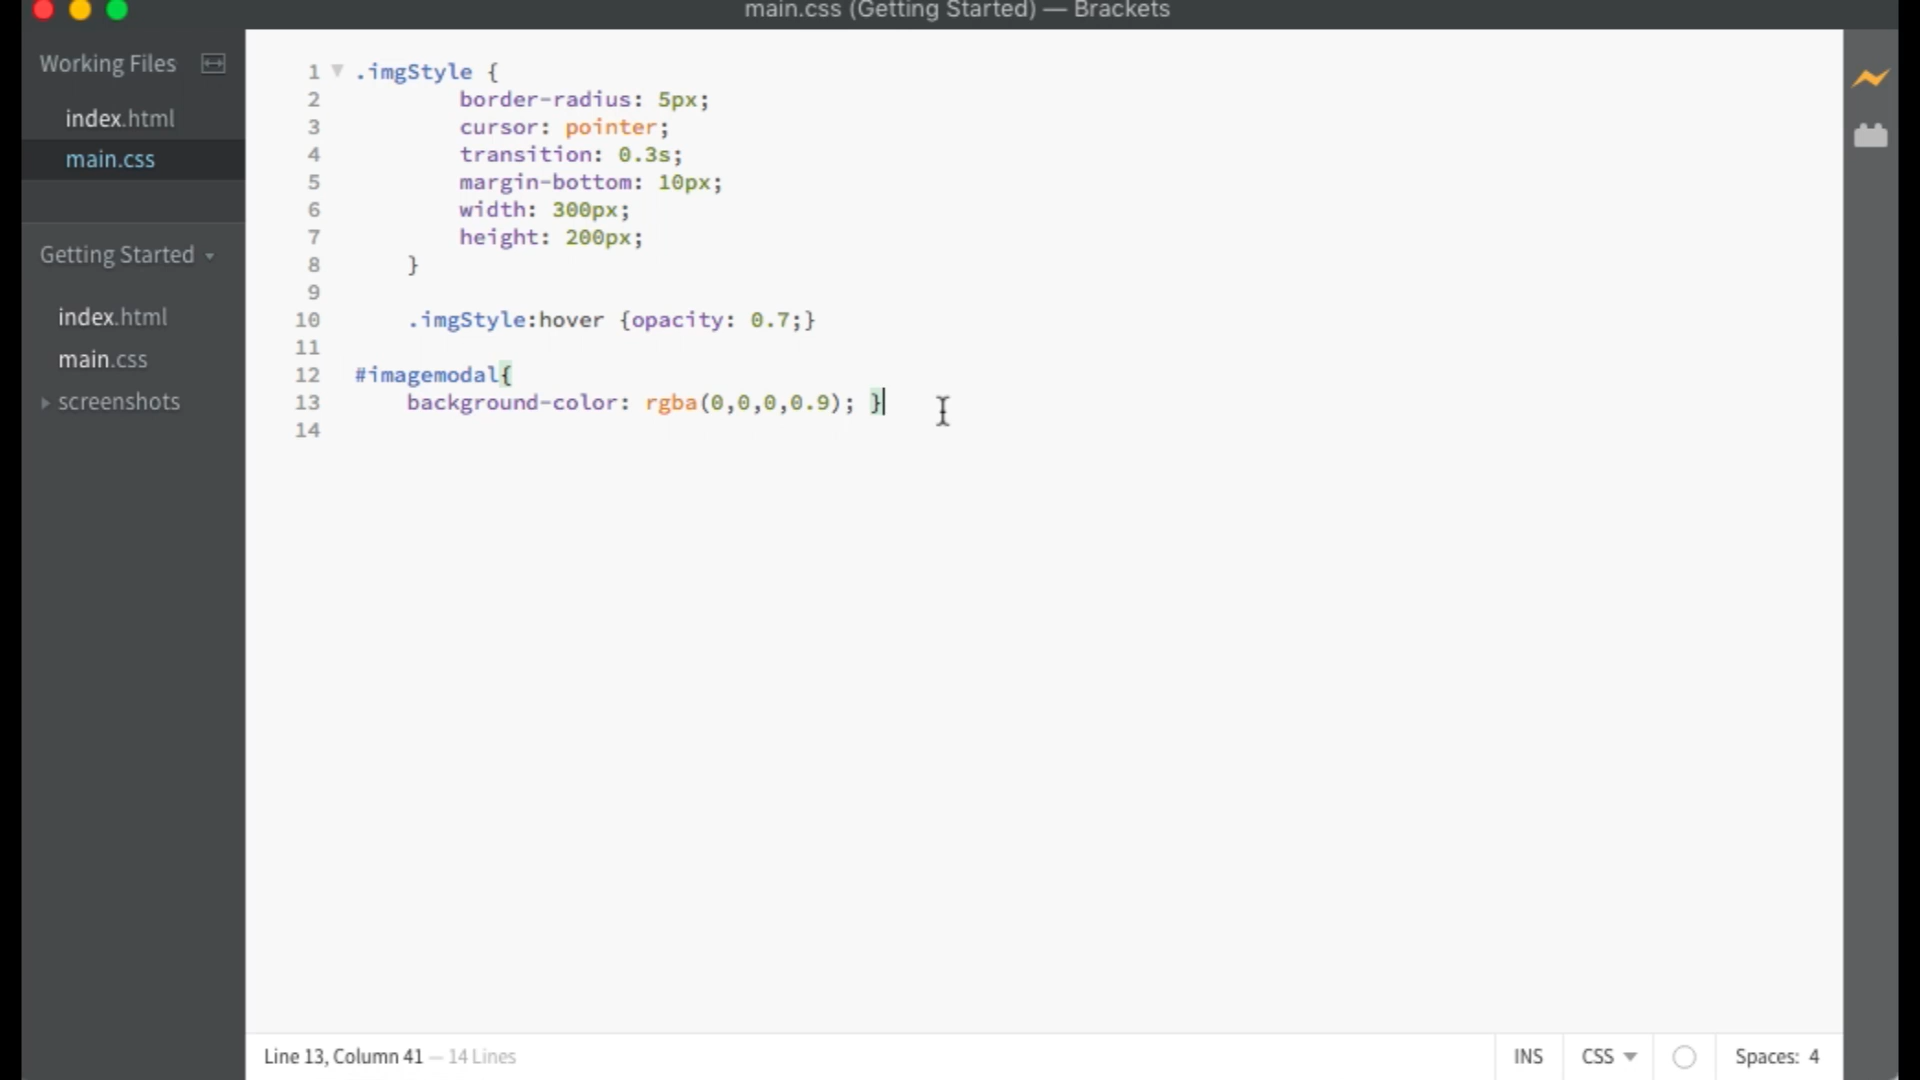 main.css (Getting Started) — Brackets
Working Files
index.html
main.css
Getting Started
index.html
main.css
screenshots
1 .imgStyle {
2 border-radius: 5px;
3 cursor: pointer;
4 transition: 0.3s;
5 margin-bottom: 10px;
6 width: 300px;
7 height: 200px;
8 }
9
10 .imgStyle:hover {opacity: 0.7;}
11
12 #imagemodal{
13 background-color: rgba(0,0,0,0.9); }
14
Line 13, Column 41 — 14 Lines
INS CSS Spaces: 4